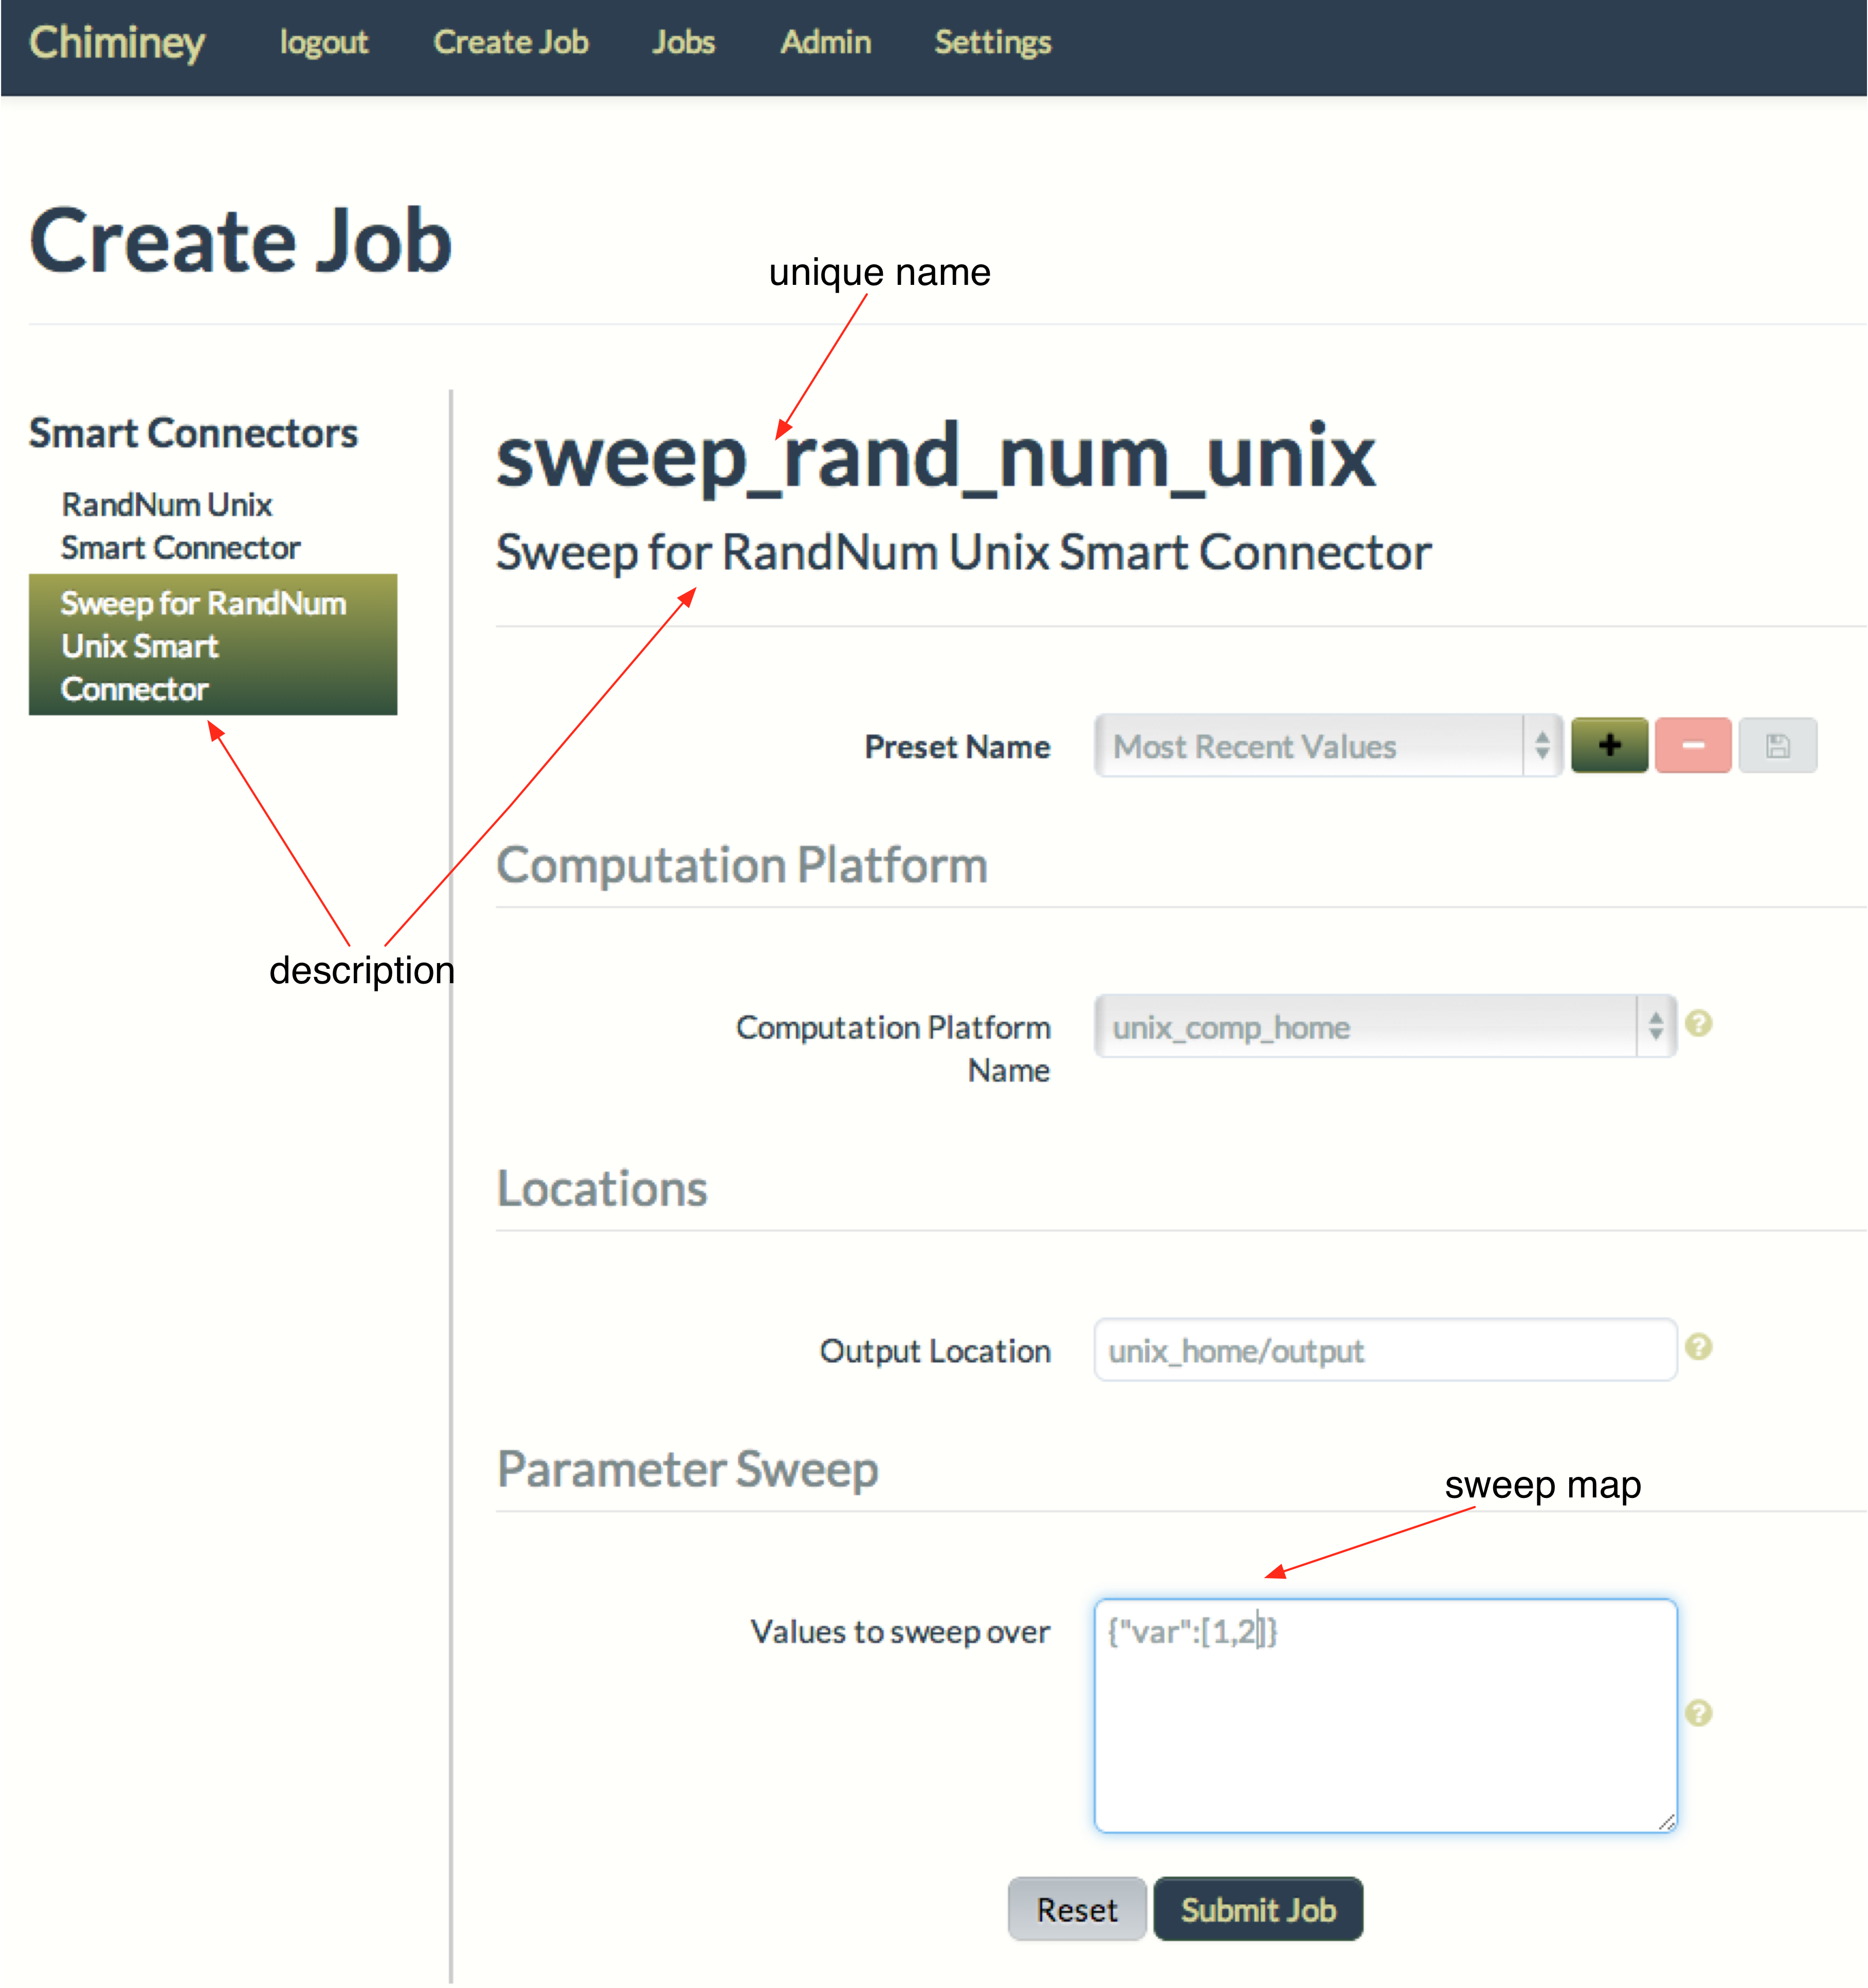 Chiminey logout Create Job Jobs Admin Settings
Create Job
unique name
Smart Connectors
RandNum Unix
Smart Connector
Sweep for RandNum
Unix Smart
Connector
description
sweep_rand_num_unix
Sweep for RandNum Unix Smart Connector
Preset Name Most Recent Values
Computation Platform
Computation Platform
Name
unix_comp_home
Locations
Output Location unix_home/output
Parameter Sweep
sweep map
Values to sweep over {"var":[1,2]}
Reset Submit Job